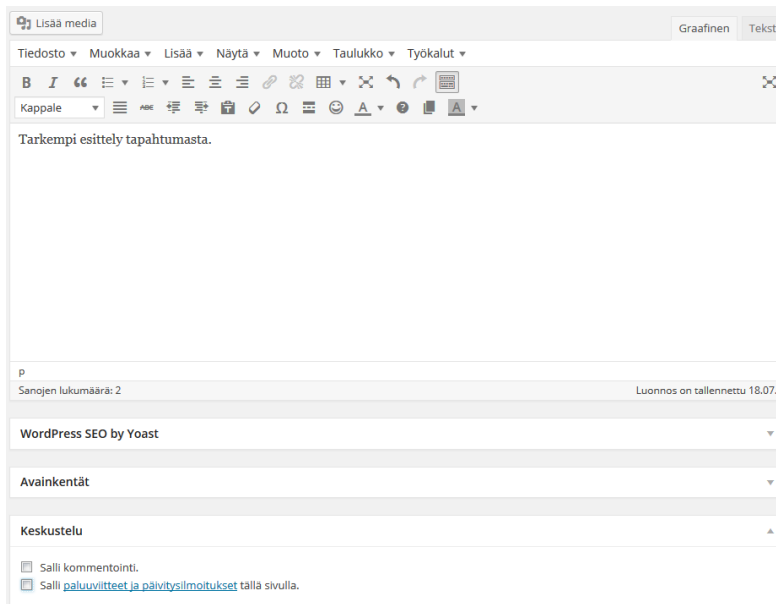 Lisää media
Graafinen Tekst
Tiedosto Muokkaa Lisää Näytä Muoto Taulukko Työkalut
Kappale ABC
Tarkempi esittely tapahtumasta.
p
Sanojen lukumäärä: 2 Luonnos on tallennettu 18.07.
WordPress SEO by Yoast
Avainkentät
Keskustelu
Salli kommentointi.
Salli paluuviitteet ja päivitysilmoitukset tällä sivulla.